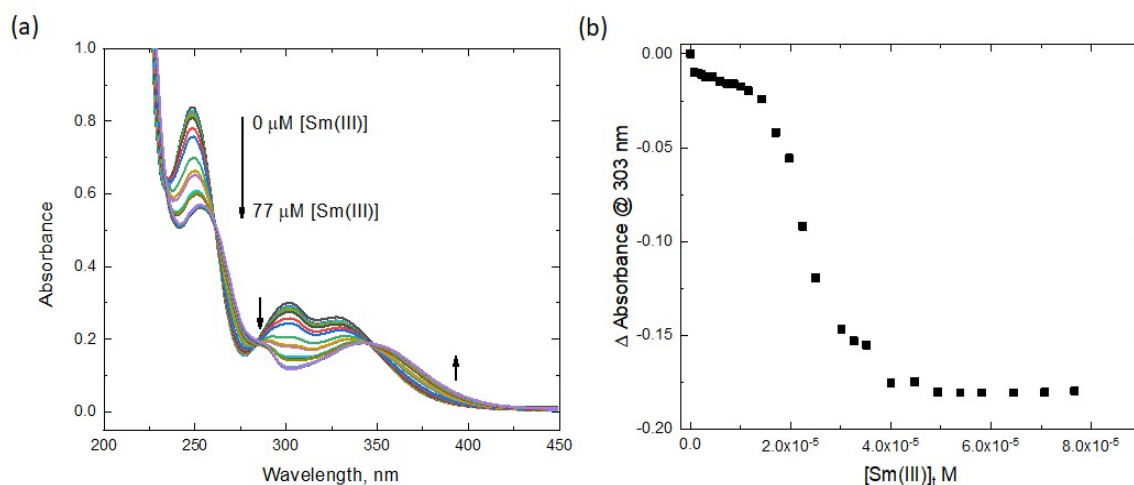 (a)
1.0
0.8
0.6
0.4
0.2
0.0
Absorbance
0 μM [Sm(III)]
77 μM [Sm(III)]
200 250 300 350 400 450
Wavelength, nm
(b)
0.00
-0.05
-0.10
-0.15
-0.20
Δ Absorbance @ 303 nm
0.0 2.0x10⁻⁵ 4.0x10⁻⁵ 6.0x10⁻⁵ 8.0x10⁻⁵
[Sm(III)]ₜ M